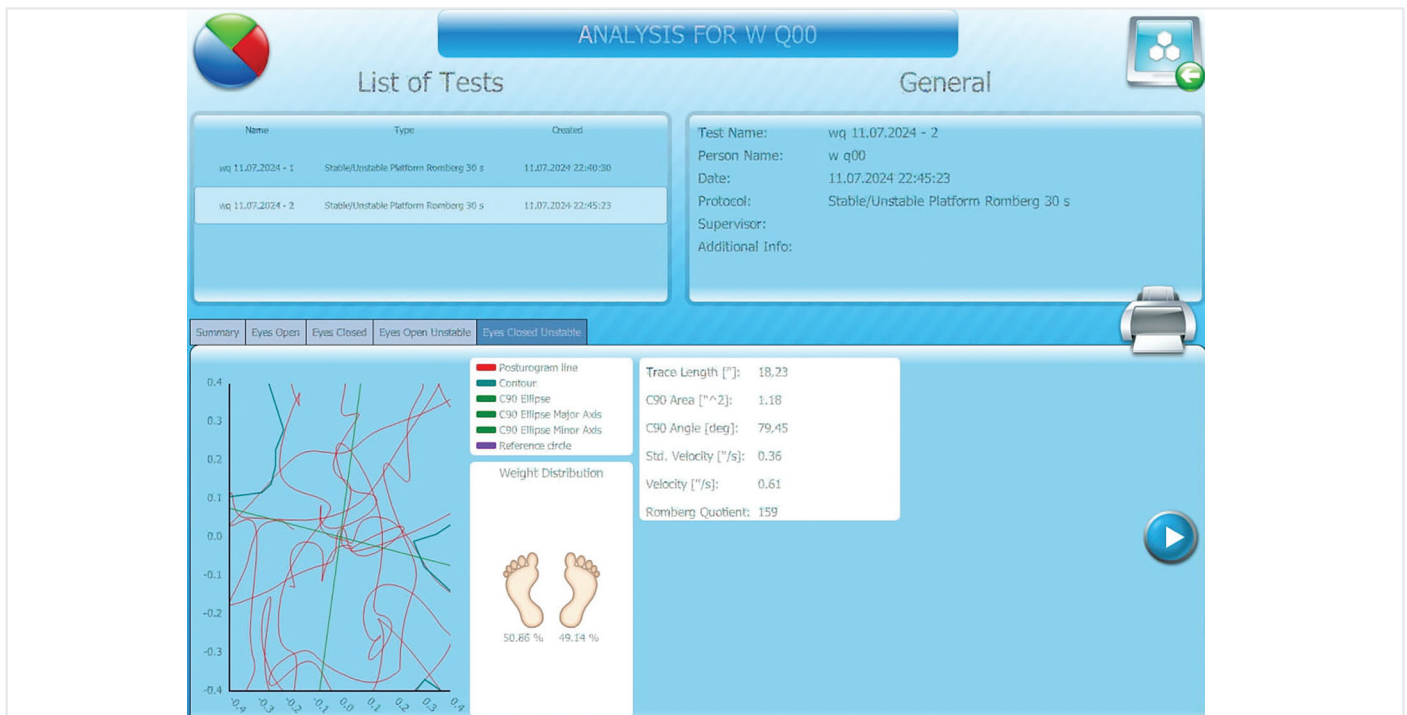 ANALYSIS FOR W Q00
List of Tests
General
Name Type Created
wq 11.07.2024 - 1 Stable/Unstable Platform Romberg 30 s 11.07.2024 22:40:30
wq 11.07.2024 - 2 Stable/Unstable Platform Romberg 30 s 11.07.2024 22:45:23
Test Name: wq 11.07.2024 - 2
Person Name: w q00
Date: 11.07.2024 22:45:23
Protocol: Stable/Unstable Platform Romberg 30 s
Supervisor:
Additional Info:
Summary Eyes Open Eyes Closed Eyes Open Unstable Eyes Closed Unstable
0.4
0.3
0.2
0.1
0.0
-0.1
-0.2
-0.3
-0.4
-0.4 -0.3 -0.2 -0.1 0.0 0.1 0.2 0.3 0.4
Posturogram line
Contour
C90 Ellipse
C90 Ellipse Major Axis
C90 Ellipse Minor Axis
Reference circle
Weight Distribution
50.86 % 49.14 %
Trace Length ["]: 18,23
C90 Area ["^2]: 1.18
C90 Angle [deg]: 79,45
Std. Velocity ["/s]: 0.36
Velocity ["/s]: 0.61
Romberg Quotient: 159